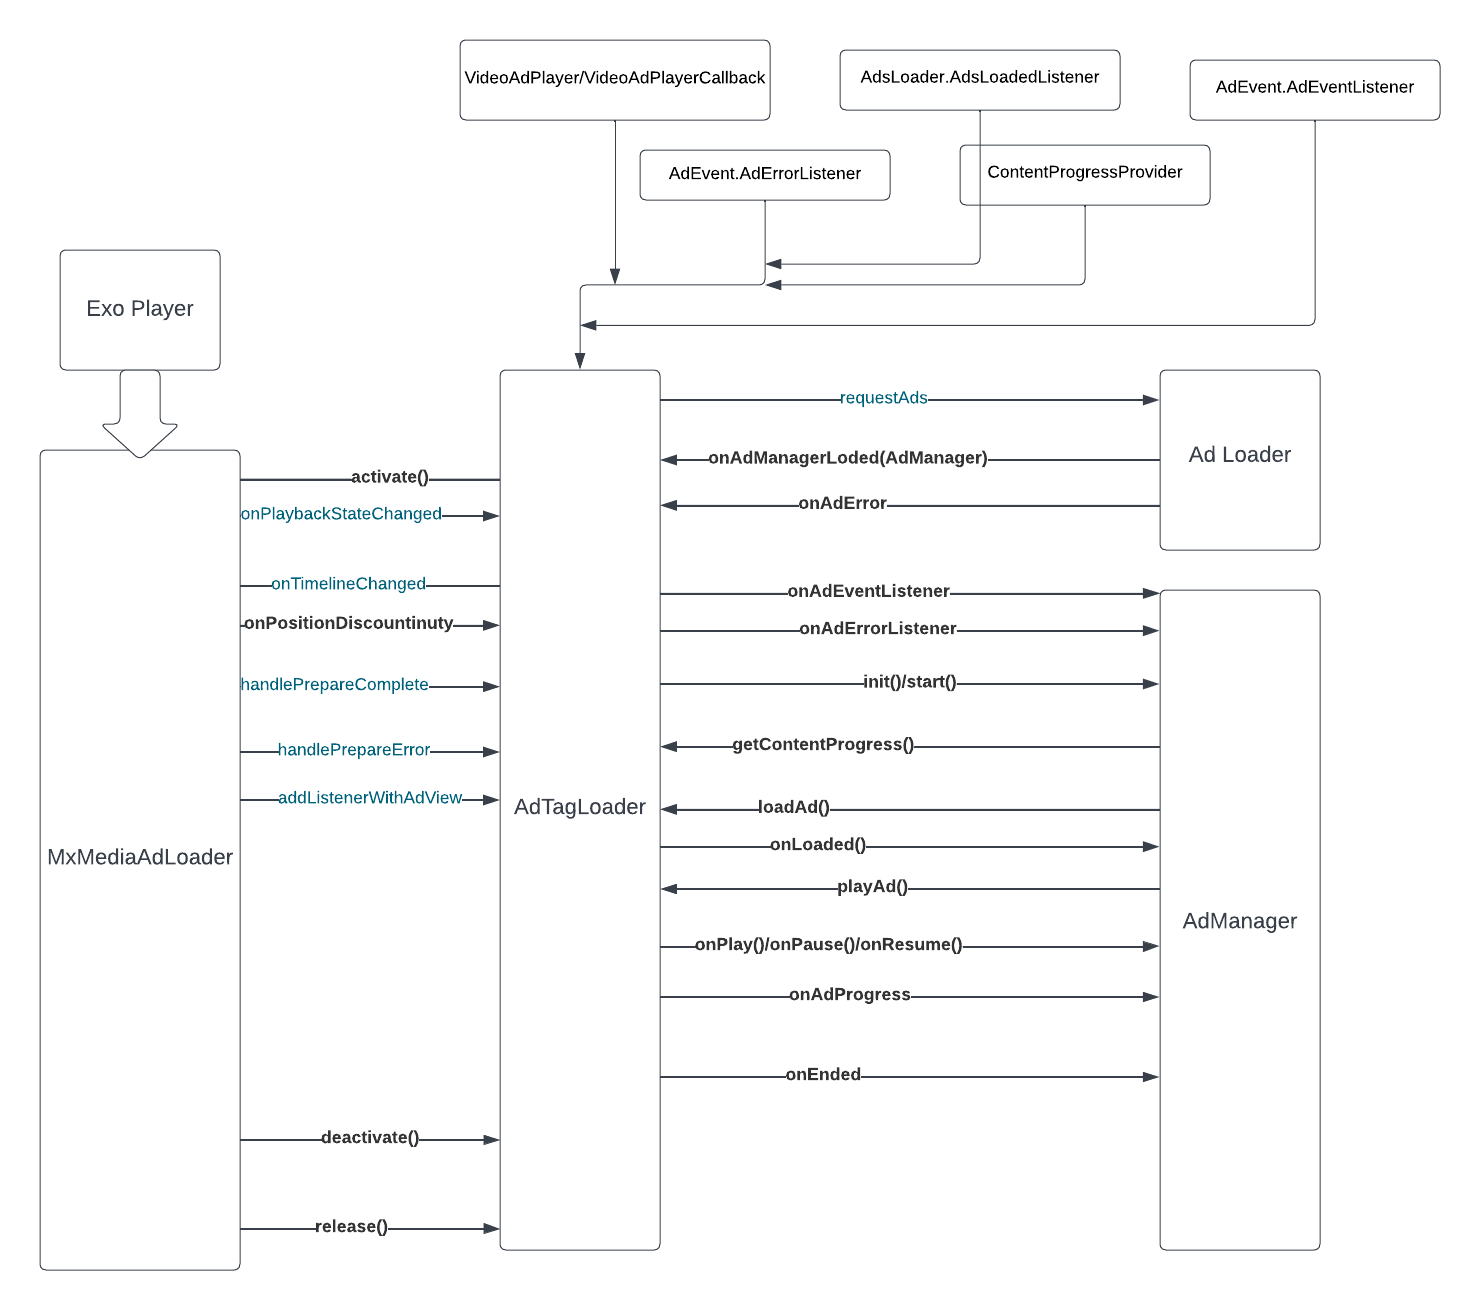 VideoAdPlayer/VideoAdPlayerCallback
AdsLoader.AdsLoadedListener
AdEvent.AdEventListener
AdEvent.AdErrorListener
ContentProgressProvider
Exo Player
requestAds
Ad Loader
onAdManagerLoded(AdManager)
activate()
onAdError
onPlaybackStateChanged
onTimelineChanged
onAdEventListener
onPositionDiscountinuty
onAdErrorListener
handlePrepareComplete
init()/start()
getContentProgress()
handlePrepareError
addListenerWithAdView
AdTagLoader
loadAd()
onLoaded()
MxMediaAdLoader
playAd()
AdManager
onPlay()/onPause()/onResume()
onAdProgress
onEnded
deactivate()
release()